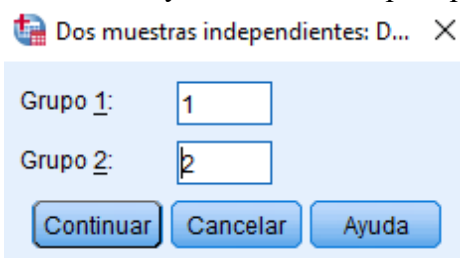 Dos muestras independientes: D...
Grupo 1: 1
Grupo 2: 2
Continuar Cancelar Ayuda